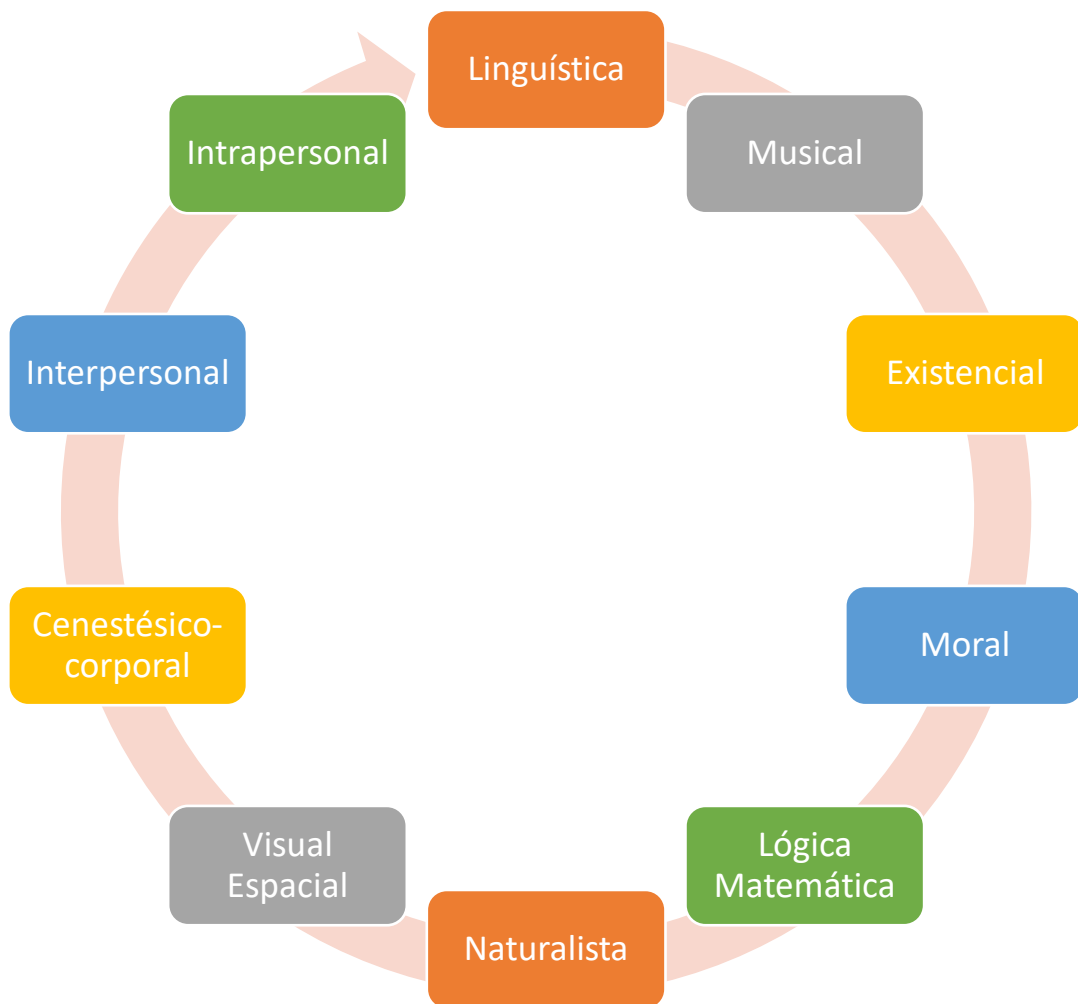 Linguística
Musical
Existencial
Moral
Lógica
Matemática
Naturalista
Visual
Espacial
Cenestésico-
corporal
Interpersonal
Intrapersonal